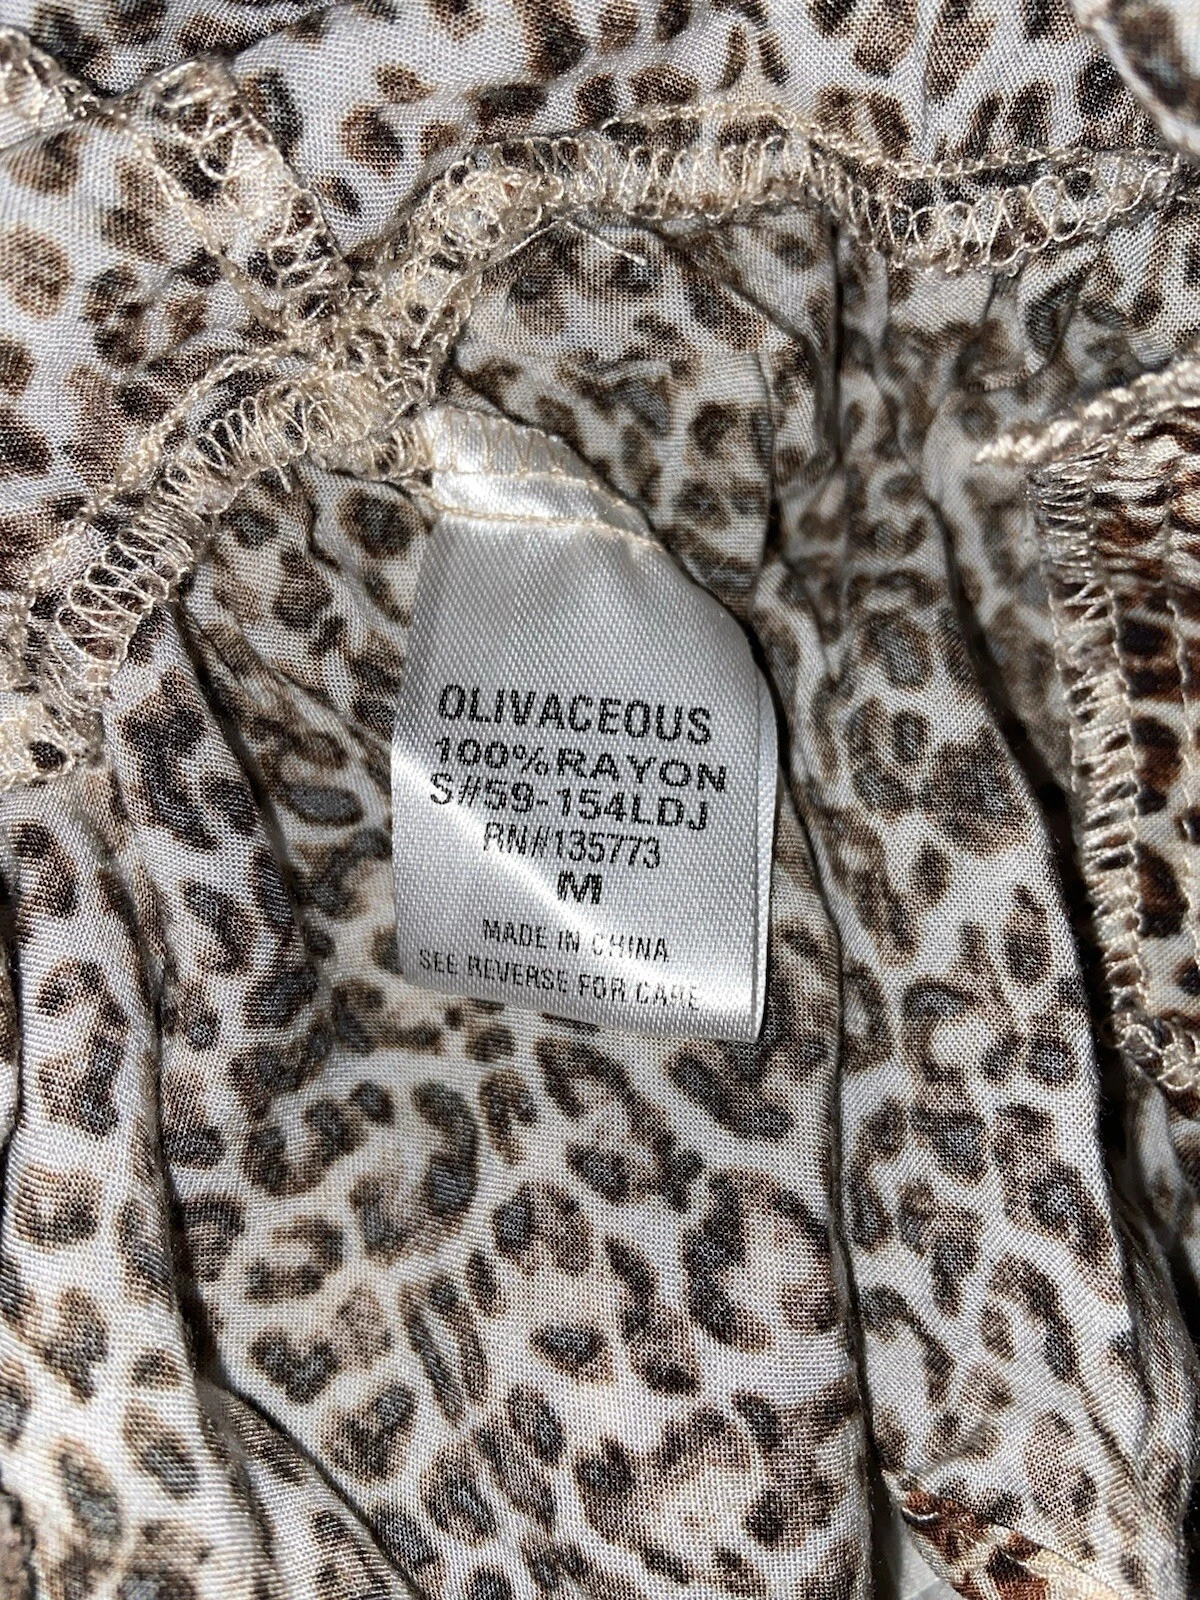 OLIVACEOUS
100%RAYON
S#59-154LDJ
RN#135773
M
MADE IN CHINA
SEE REVERSE FOR CARE